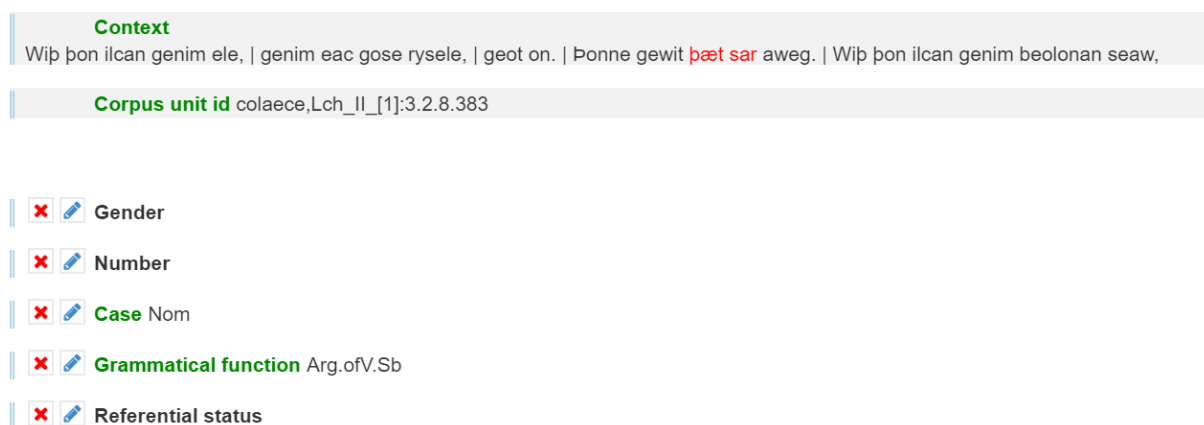 Context
Wiþ þon ilcan genim ele, | genim eac gose rysele, | geot on. | Þonne gewit þæt sar aweg. | Wiþ þon ilcan genim beolonan seaw,
Corpus unit id colaece,Lch_II_[1]:3.2.8.383
Gender
Number
Case Nom
Grammatical function Arg.ofV.Sb
Referential status